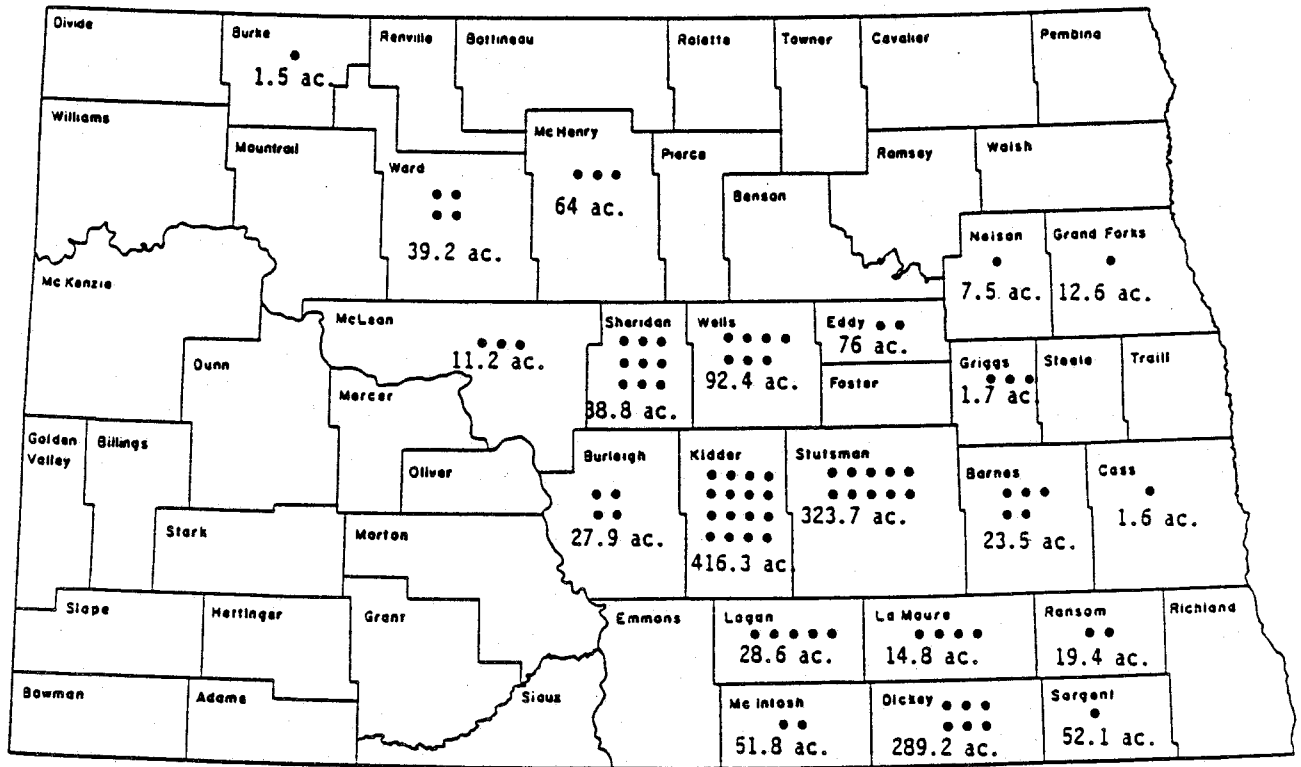 Divide
Burke
1.5 ac.
Renville
Bottineau
Rolette
Towner
Cavalier
Pembina
Williams
Mountrail
Ward
39.2 ac.
Mc Henry
64 ac.
Pierce
Benson
Ramsey
Walsh
Nelson
7.5 ac.
Grand Forks
12.6 ac.
Mc Kenzie
Dunn
McLean
11.2 ac.
Mercer
Oliver
Sheridan
38.8 ac.
Wells
92.4 ac.
Eddy
76 ac.
Foster
Griggs
1.7 ac.
Steele
Traill
Golden
Valley
Billings
Stark
Morton
Burleigh
27.9 ac.
Kidder
416.3 ac.
Stutsman
323.7 ac.
Barnes
23.5 ac.
Cass
1.6 ac.
Slope
Hettinger
Grant
Emmons
Logan
28.6 ac.
La Moure
14.8 ac.
Ransom
19.4 ac.
Richland
Bowman
Adams
Sioux
Mc Intosh
51.8 ac.
Dickey
289.2 ac.
Sargent
52.1 ac.